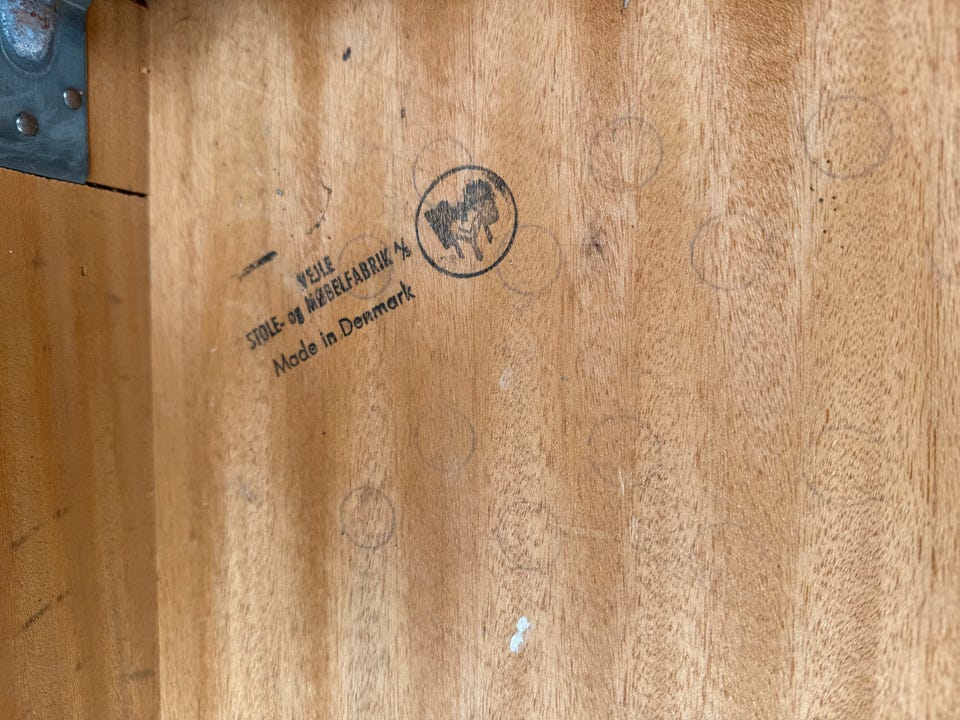 VEJLE
STOLE- og MØBELFABRIK A/S
Made in Denmark